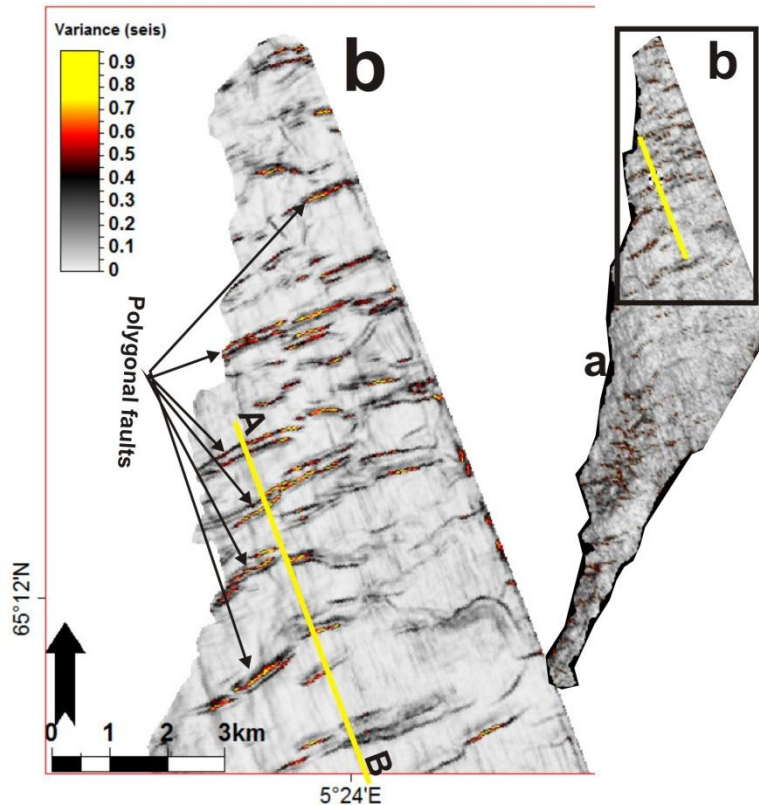 Variance (seis)
0.9
0.8
0.7
0.6
0.5
0.4
0.3
0.2
0.1
0
b
b
a
Polygonal faults
A
B
65°12'N
0 1 2 3km
5°24'E